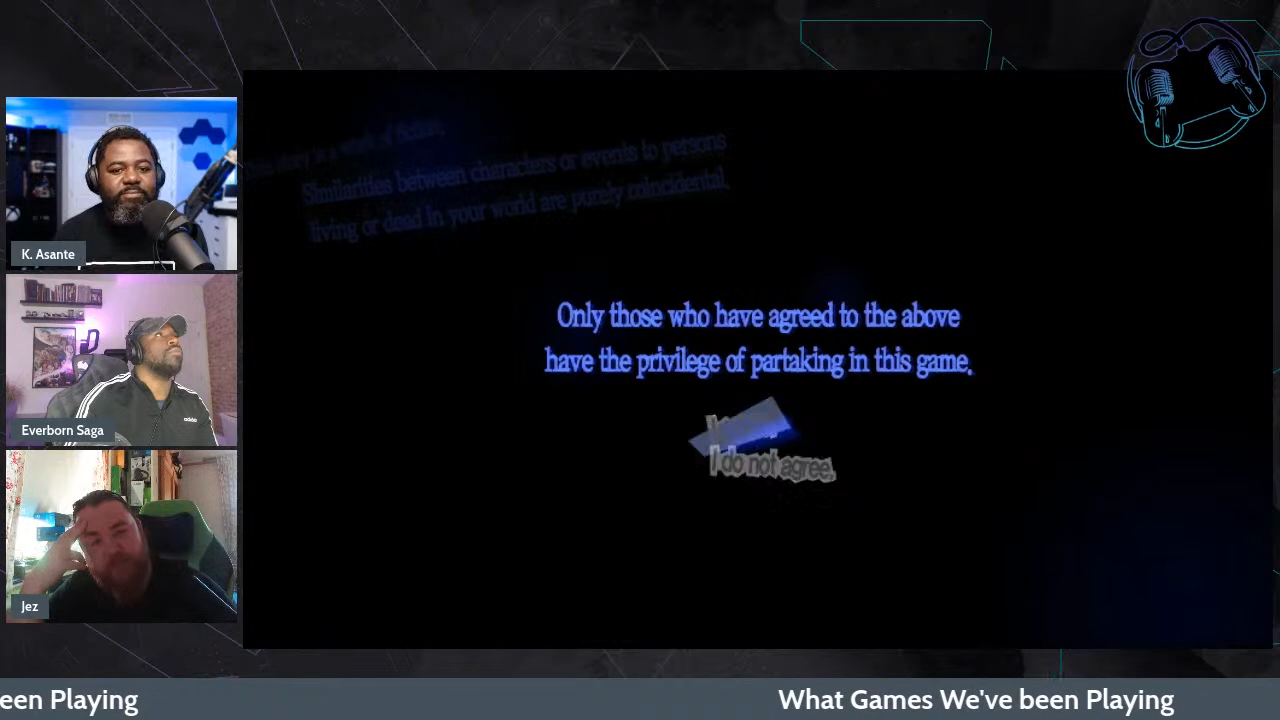 story is a work of fiction.
Similarities between characters or events to persons
living or dead in your world are purely coincidental.
Only those who have agreed to the above
have the privilege of partaking in this game.
I
I do not agree.
K. Asante
Everborn Saga
adidas
Jez
een Playing
What Games We've been Playing